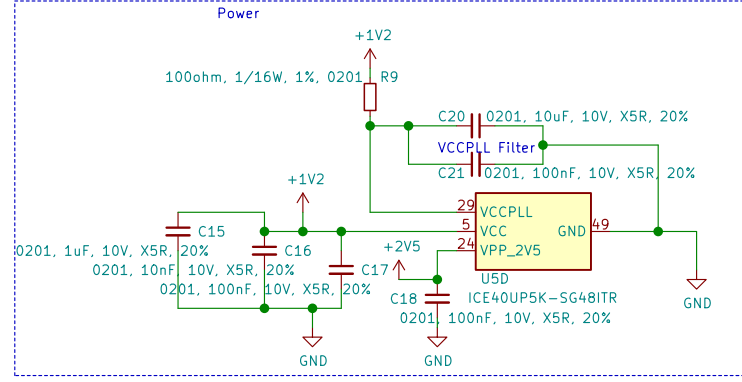 Power
+1V2
100ohm, 1/16W, 1%, 0201 R9
C20 0201, 10uF, 10V, X5R, 20%
VCCPLL Filter
C21 0201, 100nF, 10V, X5R, 20%
+1V2
29 VCCPLL
C15
5 VCC GND 49
+2V5
24 VPP_2V5
0201, 1uF, 10V, X5R, 20% C16
0201, 10nF, 10V, X5R, 20% C17
U5D
0201, 100nF, 10V, X5R, 20%
C18 ICE40UP5K-SG48ITR
GND
0201, 100nF, 10V, X5R, 20%
GND GND